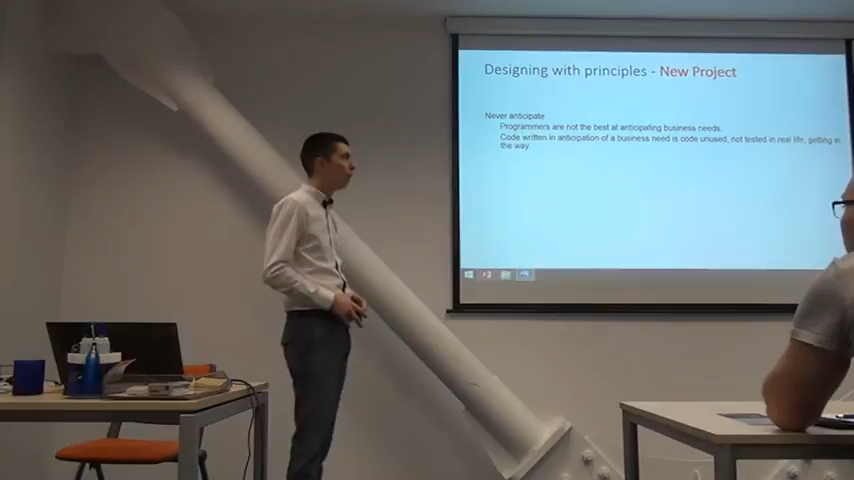 Designing with principles - New Project
Never anticipate
Programmers are not the best at anticipating business needs.
Code written in anticipation of a business need is code unused, not tested in real life, getting in
the way.